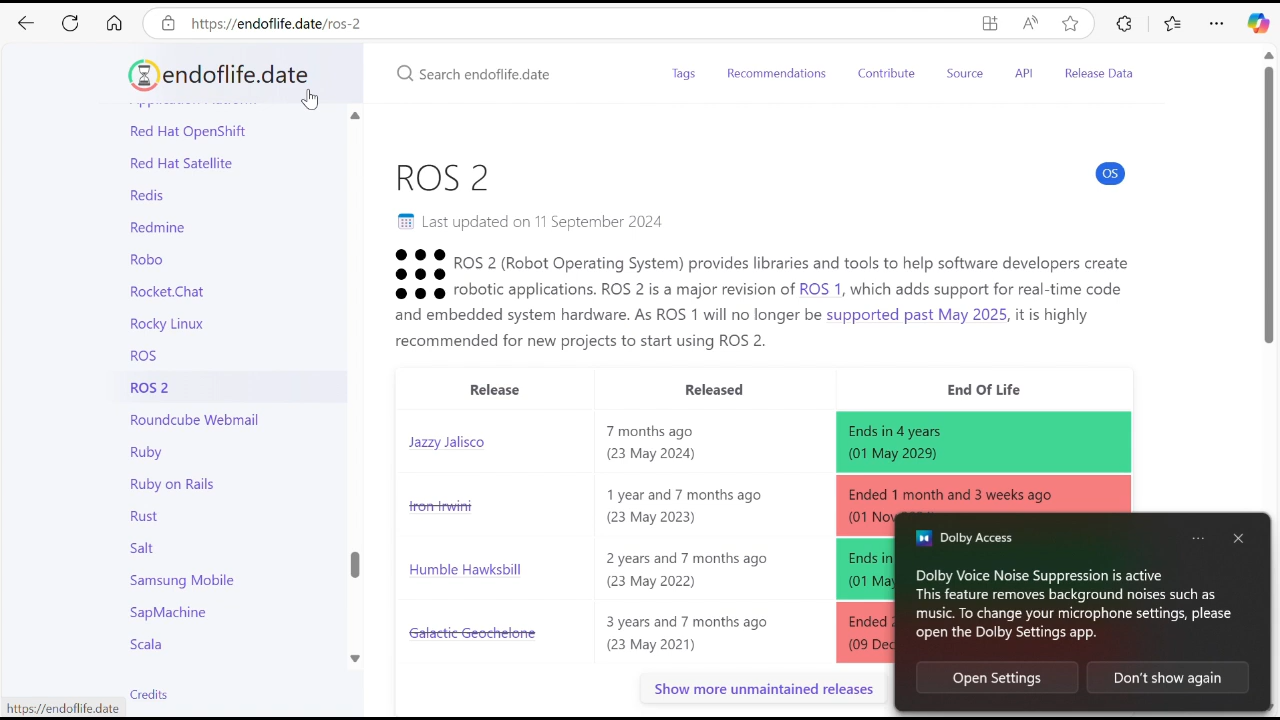 https://endoflife.date/ros-2
endoflife.date
Search endoflife.date
Tags
Recommendations
Contribute
Source
API
Release Data
Red Hat OpenShift
Red Hat Satellite
Redis
Redmine
Robo
Rocket.Chat
Rocky Linux
ROS
ROS 2
Roundcube Webmail
Ruby
Ruby on Rails
Rust
Salt
Samsung Mobile
SapMachine
Scala
Credits
https://endoflife.date
ROS 2
OS
Last updated on 11 September 2024
ROS 2 (Robot Operating System) provides libraries and tools to help software developers create
robotic applications. ROS 2 is a major revision of ROS 1, which adds support for real-time code
and embedded system hardware. As ROS 1 will no longer be supported past May 2025, it is highly
recommended for new projects to start using ROS 2.
Release Released End Of Life
Jazzy Jalisco
7 months ago
(23 May 2024)
Ends in 4 years
(01 May 2029)
Iron Irwini
1 year and 7 months ago
(23 May 2023)
Ended 1 month and 3 weeks ago
(01 Nov
Humble Hawksbill
2 years and 7 months ago
(23 May 2022)
Ends in
(01 May
Galactic Geochelone
3 years and 7 months ago
(23 May 2021)
Ended
(09 Dec
Show more unmaintained releases
Dolby Access
Dolby Voice Noise Suppression is active
This feature removes background noises such as
music. To change your microphone settings, please
open the Dolby Settings app.
Open Settings
Don't show again